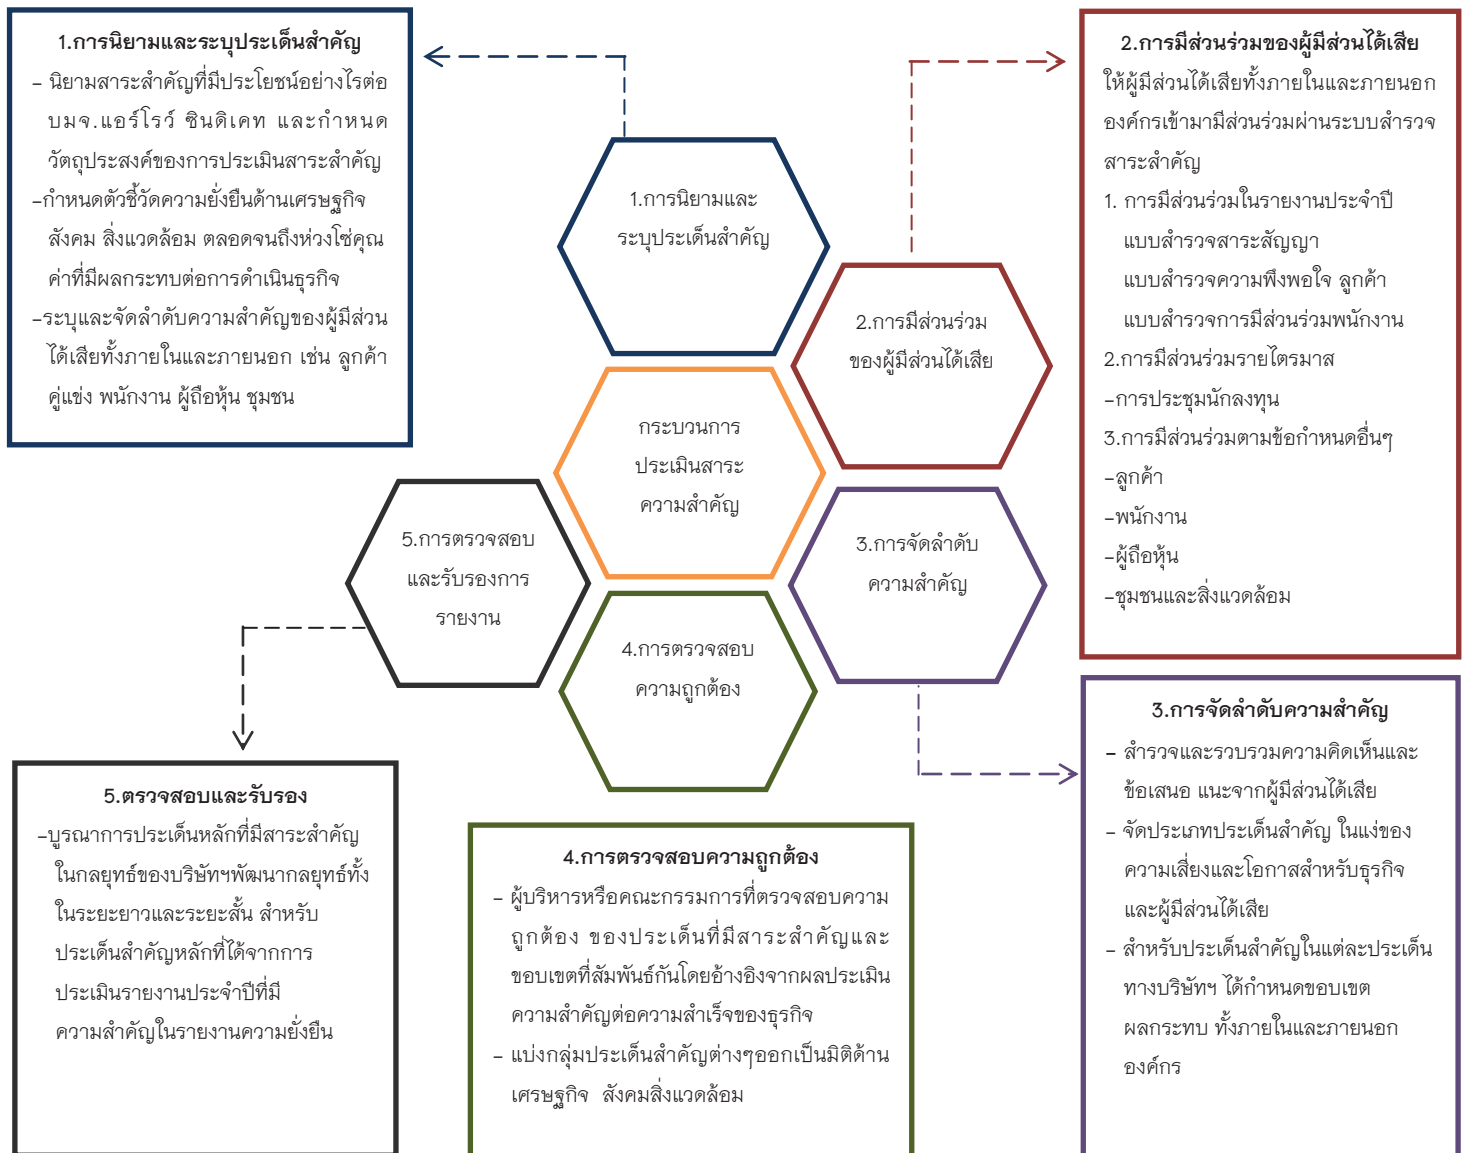 1.การนิยามและระบุประเด็นสำคัญ
- นิยามสาระสำคัญที่มีประโยชน์อย่างไรต่อ
บมจ.แอร์โรว์ ซินดิเคท และกำหนด
วัตถุประสงค์ของการประเมินสาระสำคัญ
-กำหนดตัวชี้วัดความยั่งยืนด้านเศรษฐกิจ
สังคม สิ่งแวดล้อม ตลอดจนถึงห่วงโซ่คุณ
ค่าที่มีผลกระทบต่อการดำเนินธุรกิจ
-ระบุและจัดลำดับความสำคัญของผู้มีส่วน
ได้เสียทั้งภายในและภายนอก เช่น ลูกค้า
คู่แข่ง พนักงาน ผู้ถือหุ้น ชุมชน
1.การนิยามและ
ระบุประเด็นสำคัญ
2.การมีส่วนร่วม
ของผู้มีส่วนได้เสีย
กระบวนการ
ประเมินสาระ
ความสำคัญ
3.การจัดลำดับ
ความสำคัญ
4.การตรวจสอบ
ความถูกต้อง
5.การตรวจสอบ
และรับรองการ
รายงาน
2.การมีส่วนร่วมของผู้มีส่วนได้เสีย
ให้ผู้มีส่วนได้เสียทั้งภายในและภายนอก
องค์กรเข้ามามีส่วนร่วมผ่านระบบสำรวจ
สาระสำคัญ
1. การมีส่วนร่วมในรายงานประจำปี
แบบสำรวจสาระสัญญา
แบบสำรวจความพึงพอใจ ลูกค้า
แบบสำรวจการมีส่วนร่วมพนักงาน
2.การมีส่วนร่วมรายไตรมาส
-การประชุมนักลงทุน
3.การมีส่วนร่วมตามข้อกำหนดอื่นๆ
-ลูกค้า
-พนักงาน
-ผู้ถือหุ้น
-ชุมชนและสิ่งแวดล้อม
3.การจัดลำดับความสำคัญ
- สำรวจและรวบรวมความคิดเห็นและ
ข้อเสนอ แนะจากผู้มีส่วนได้เสีย
- จัดประเภทประเด็นสำคัญ ในแง่ของ
ความเสี่ยงและโอกาสสำหรับธุรกิจ
และผู้มีส่วนได้เสีย
- สำหรับประเด็นสำคัญในแต่ละประเด็น
ทางบริษัทฯ ได้กำหนดขอบเขต
ผลกระทบ ทั้งภายในและภายนอก
องค์กร
4.การตรวจสอบความถูกต้อง
- ผู้บริหารหรือคณะกรรมการที่ตรวจสอบความ
ถูกต้อง ของประเด็นที่มีสาระสำคัญและ
ขอบเขตที่สัมพันธ์กันโดยอ้างอิงจากผลประเมิน
ความสำคัญต่อความสำเร็จของธุรกิจ
- แบ่งกลุ่มประเด็นสำคัญต่างๆออกเป็นมิติด้าน
เศรษฐกิจ สังคมสิ่งแวดล้อม
5.ตรวจสอบและรับรอง
-บูรณาการประเด็นหลักที่มีสาระสำคัญ
ในกลยุทธ์ของบริษัทฯพัฒนากลยุทธ์ทั้ง
ในระยะยาวและระยะสั้น สำหรับ
ประเด็นสำคัญหลักที่ได้จากการ
ประเมินรายงานประจำปีที่มี
ความสำคัญในรายงานความยั่งยืน